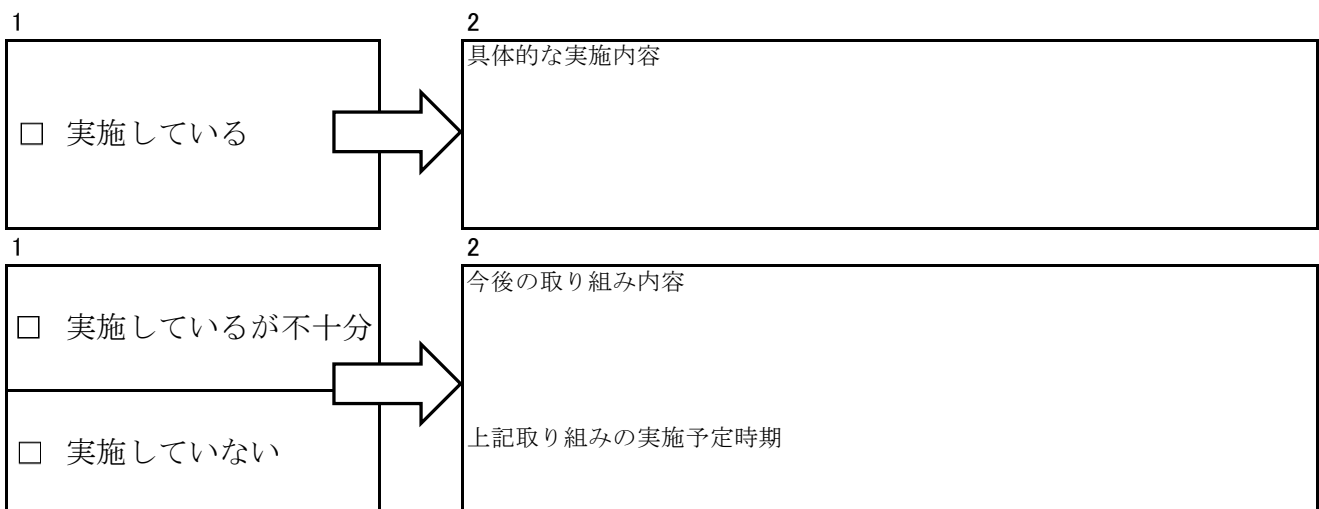 1
2
□ 実施している
具体的な実施内容
1
2
□ 実施しているが不十分
□ 実施していない
今後の取り組み内容
上記取り組みの実施予定時期